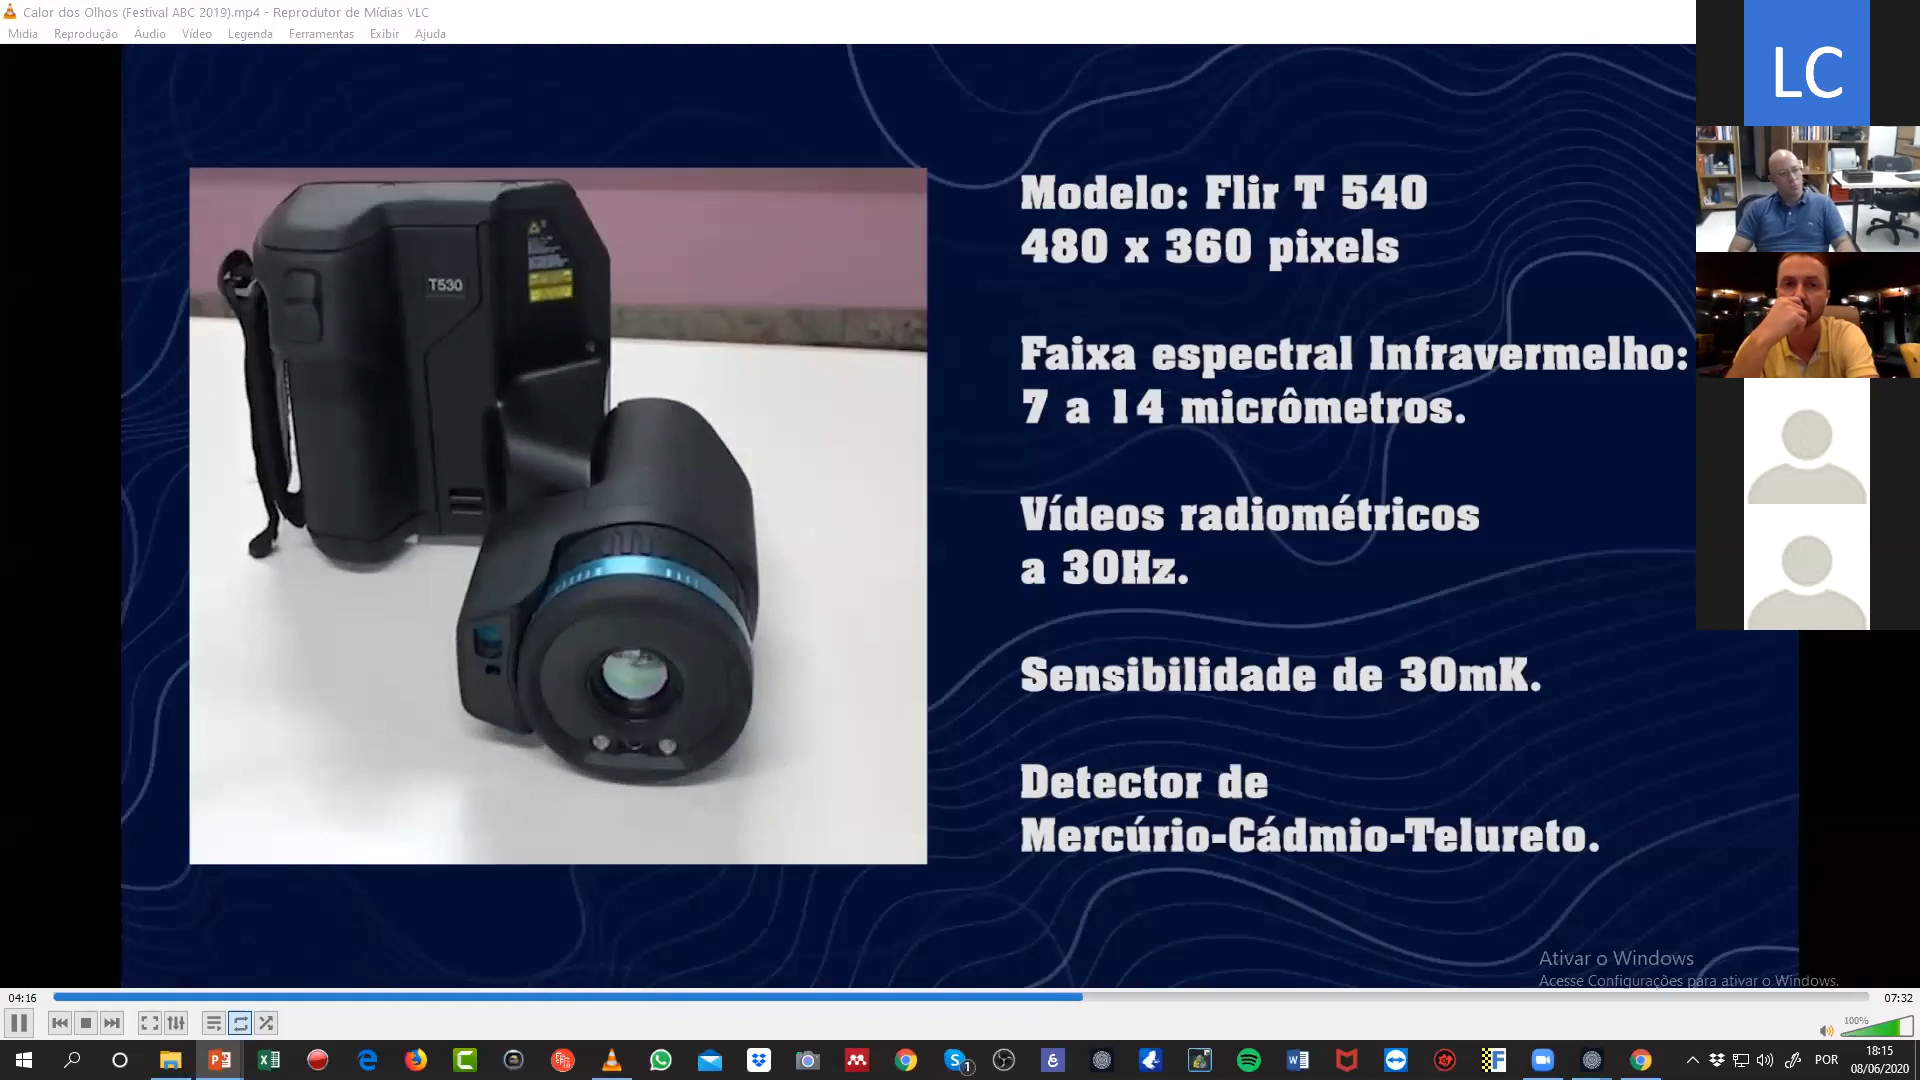 Calor dos Olhos (Festival ABC 2019).mp4 - Reprodutor de Mídias VLC
Mídia Reprodução Áudio Vídeo Legenda Ferramentas Exibir Ajuda
LC
T530
Modelo: Flir T 540
480 x 360 pixels
Faixa espectral Infravermelho:
7 a 14 micrômetros.
Vídeos radiométricos
a 30Hz.
Sensibilidade de 30mK.
Detector de
Mercúrio-Cádmio-Telureto.
Ativar o Windows
Acesse Configurações para ativar o Windows.
04:16
07:32
100%
POR
18:15
08/06/2020